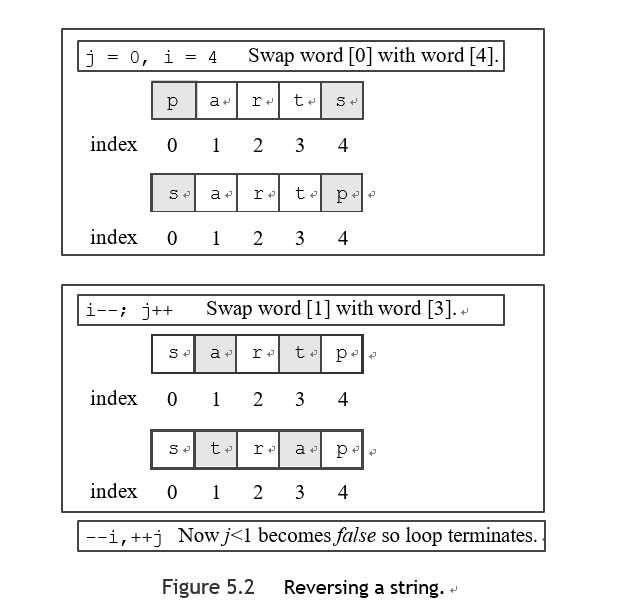 j = 0, i = 4 Swap word [0] with word [4].
p a r t s
index 0 1 2 3 4
s a r t p
index 0 1 2 3 4
i--; j++ Swap word [1] with word [3].
s a r t p
index 0 1 2 3 4
s t r a p
index 0 1 2 3 4
--i,++j Now j<1 becomes false so loop terminates.
Figure 5.2 Reversing a string.